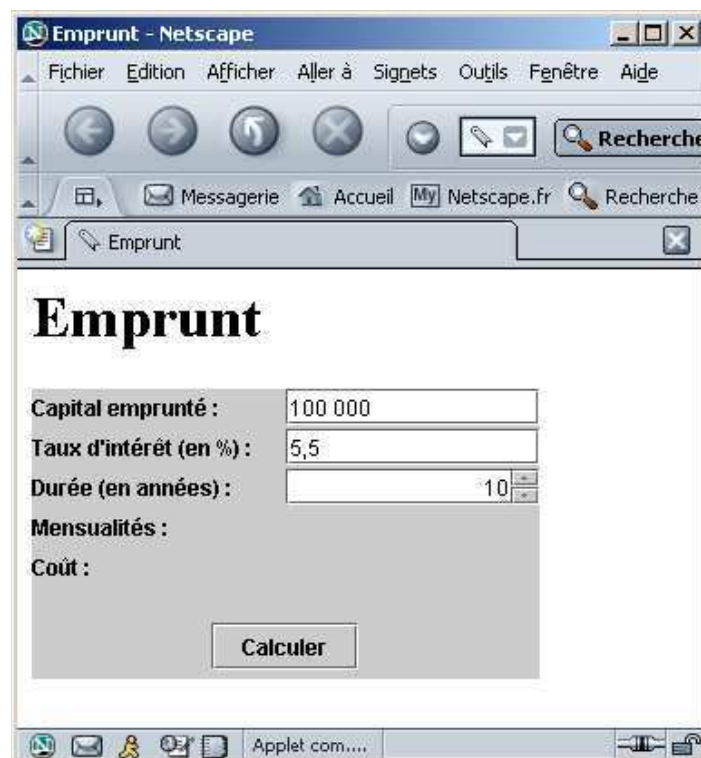 Emprunt - Netscape
Fichier Edition Afficher Aller à Signets Outils Fenêtre Aide
Recherche
Messagerie Accueil My Netscape.fr Recherche
Emprunt
Emprunt
Capital emprunté : 100 000
Taux d'intérêt (en %) : 5,5
Durée (en années) : 10
Mensualités :
Coût :
Calculer
Applet com....